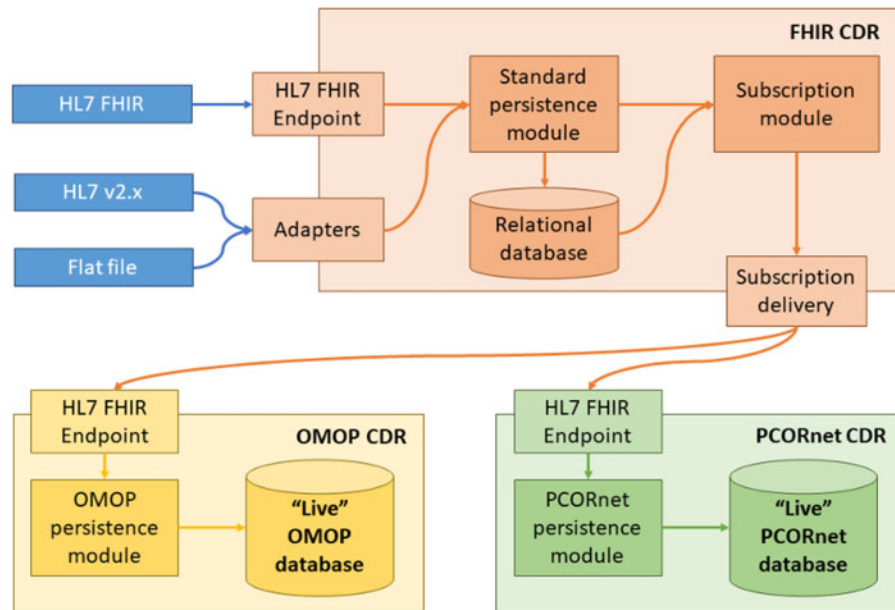 FHIR CDR
HL7 FHIR
HL7 FHIR
Endpoint
Standard
persistence
module
Subscription
module
HL7 v2.x
Flat file
Adapters
Relational
database
Subscription
delivery
HL7 FHIR
Endpoint
OMOP CDR
OMOP
persistence
module
“Live”
OMOP
database
HL7 FHIR
Endpoint
PCORnet CDR
PCORnet
persistence
module
“Live”
PCORnet
database